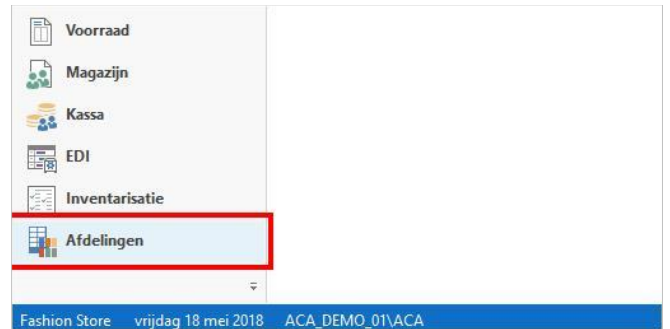 Voorraad
Magazijn
Kassa
EDI
Inventarisatie
Afdelingen
Fashion Store vrijdag 18 mei 2018 ACA_DEMO_01\ACA